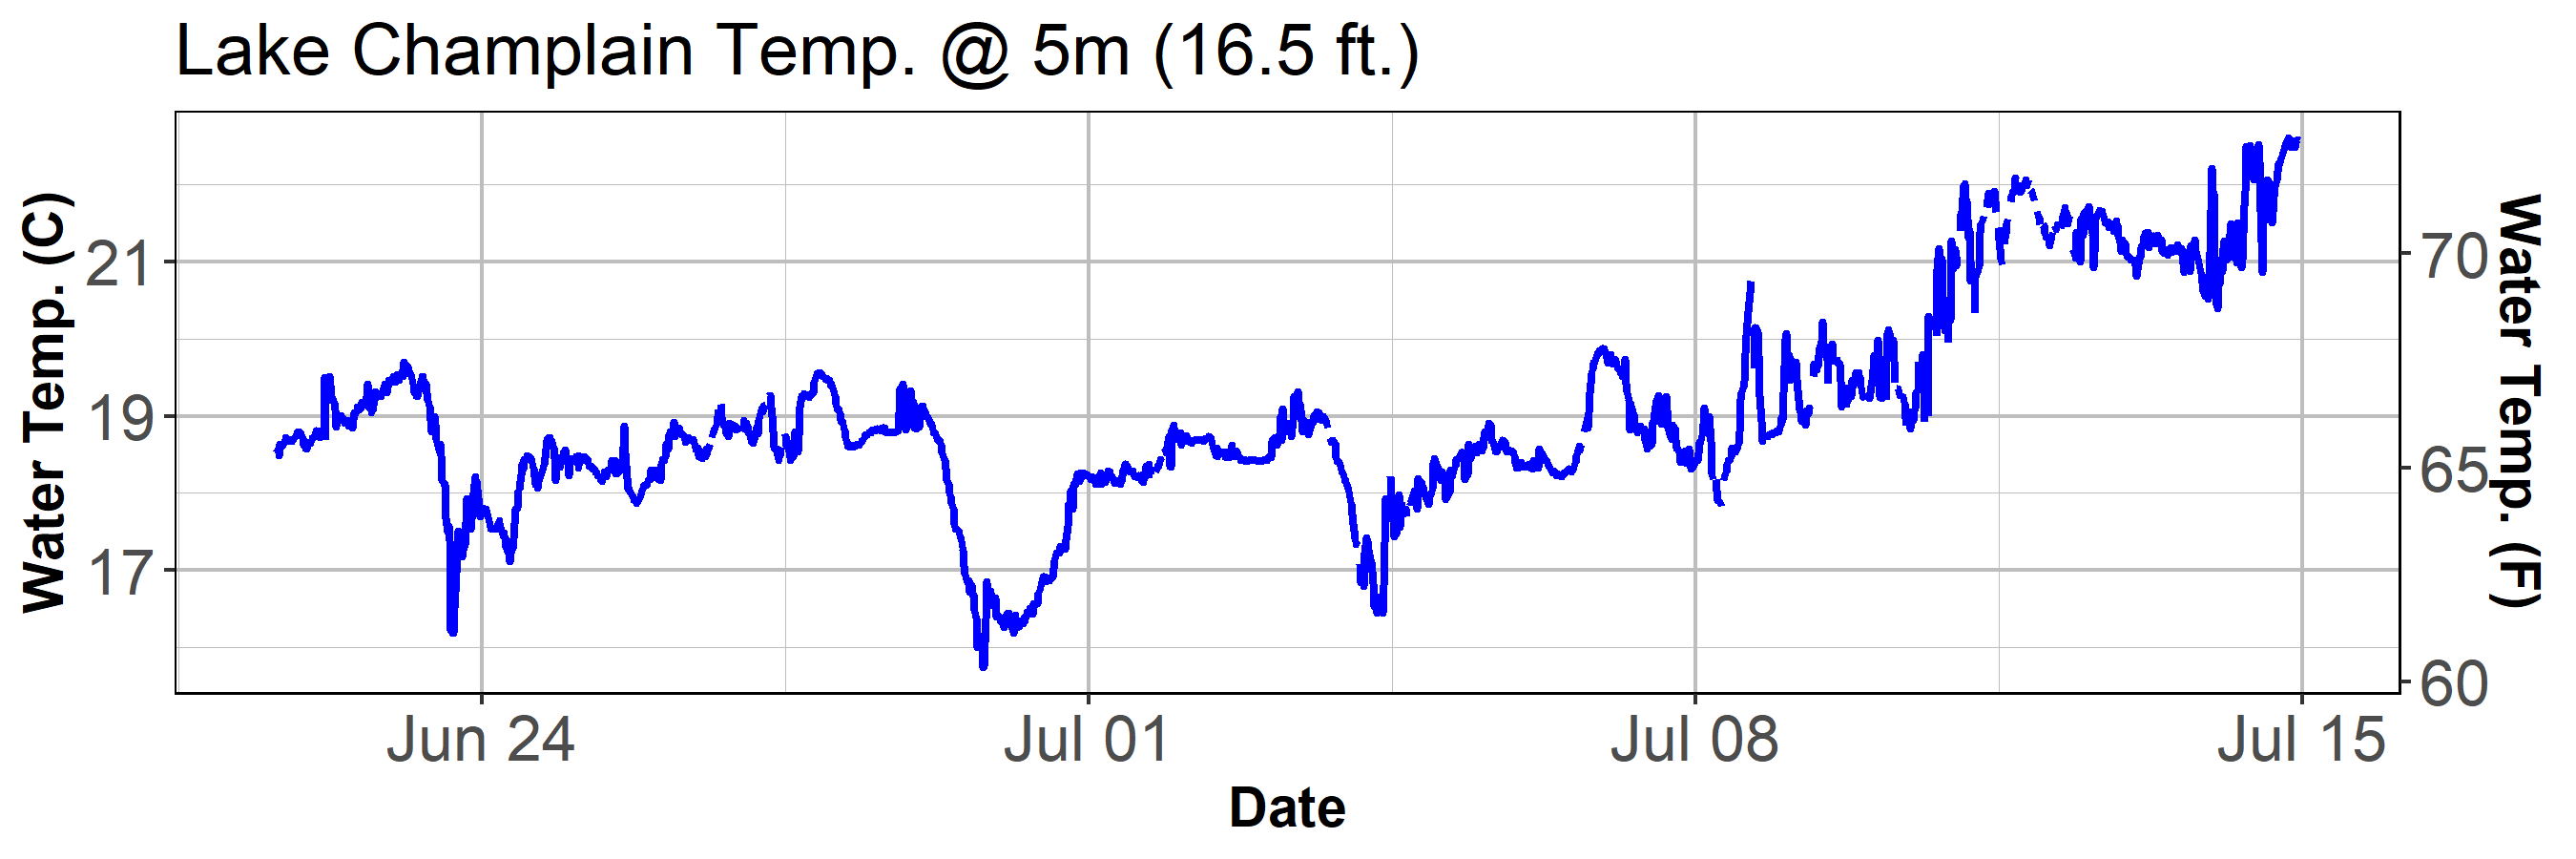 Lake Champlain Temp. @ 5m (16.5 ft.)
Water Temp. (C)
21
19
17
70
65
60
Water Temp. (F)
Jun 24
Jul 01
Jul 08
Jul 15
Date